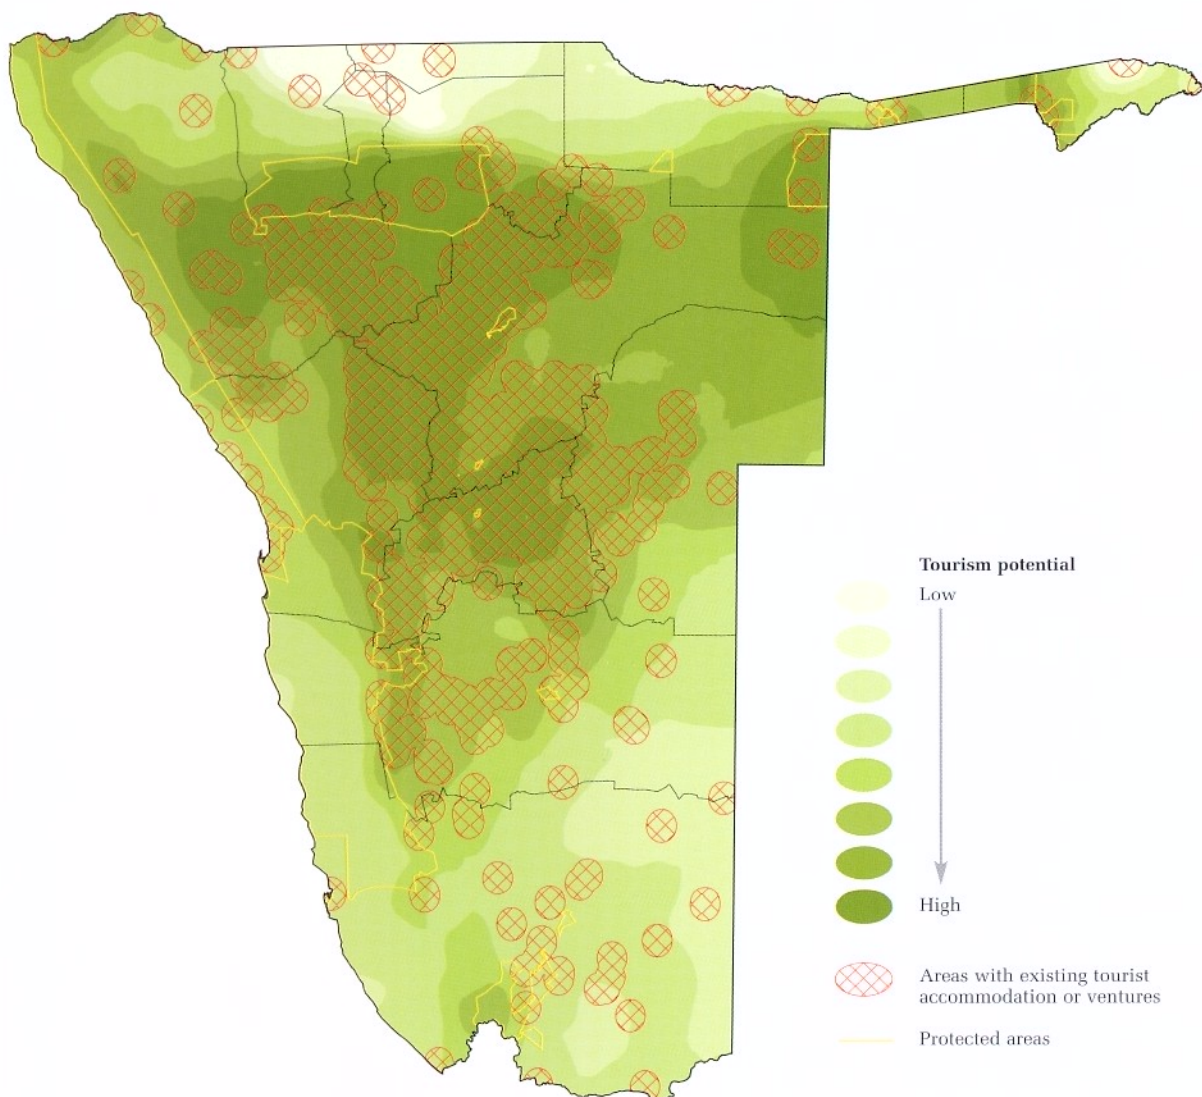 Tourism potential
Low
High
Areas with existing tourist
accommodation or ventures
Protected areas